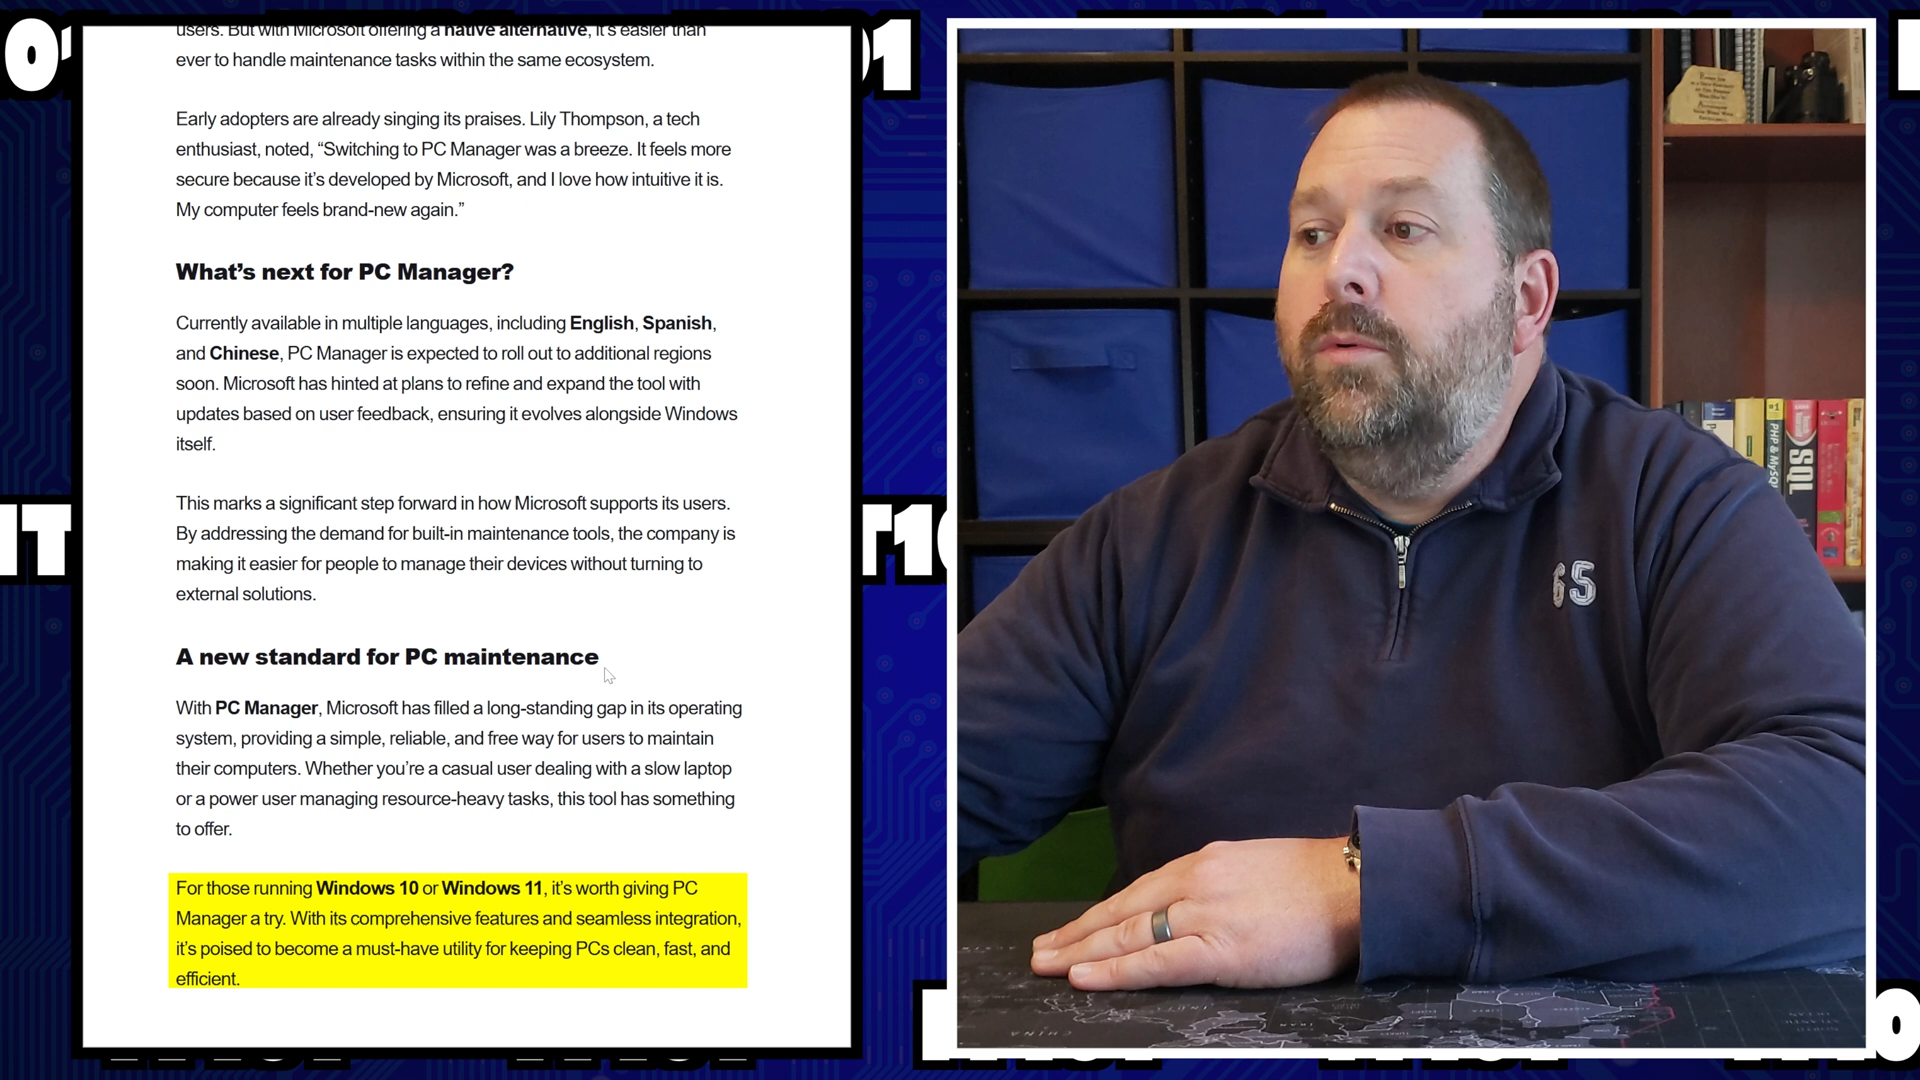 users. But with Microsoft offering a native alternative, it's easier than
ever to handle maintenance tasks within the same ecosystem.
Early adopters are already singing its praises. Lily Thompson, a tech
enthusiast, noted, “Switching to PC Manager was a breeze. It feels more
secure because it’s developed by Microsoft, and I love how intuitive it is.
My computer feels brand-new again.”
What’s next for PC Manager?
Currently available in multiple languages, including English, Spanish,
and Chinese, PC Manager is expected to roll out to additional regions
soon. Microsoft has hinted at plans to refine and expand the tool with
updates based on user feedback, ensuring it evolves alongside Windows
itself.
This marks a significant step forward in how Microsoft supports its users.
By addressing the demand for built-in maintenance tools, the company is
making it easier for people to manage their devices without turning to
external solutions.
A new standard for PC maintenance
With PC Manager, Microsoft has filled a long-standing gap in its operating
system, providing a simple, reliable, and free way for users to maintain
their computers. Whether you’re a casual user dealing with a slow laptop
or a power user managing resource-heavy tasks, this tool has something
to offer.
For those running Windows 10 or Windows 11, it’s worth giving PC
Manager a try. With its comprehensive features and seamless integration,
it’s poised to become a must-have utility for keeping PCs clean, fast, and
efficient.
65
#1
PHP & MySQL
SQL
CHINA